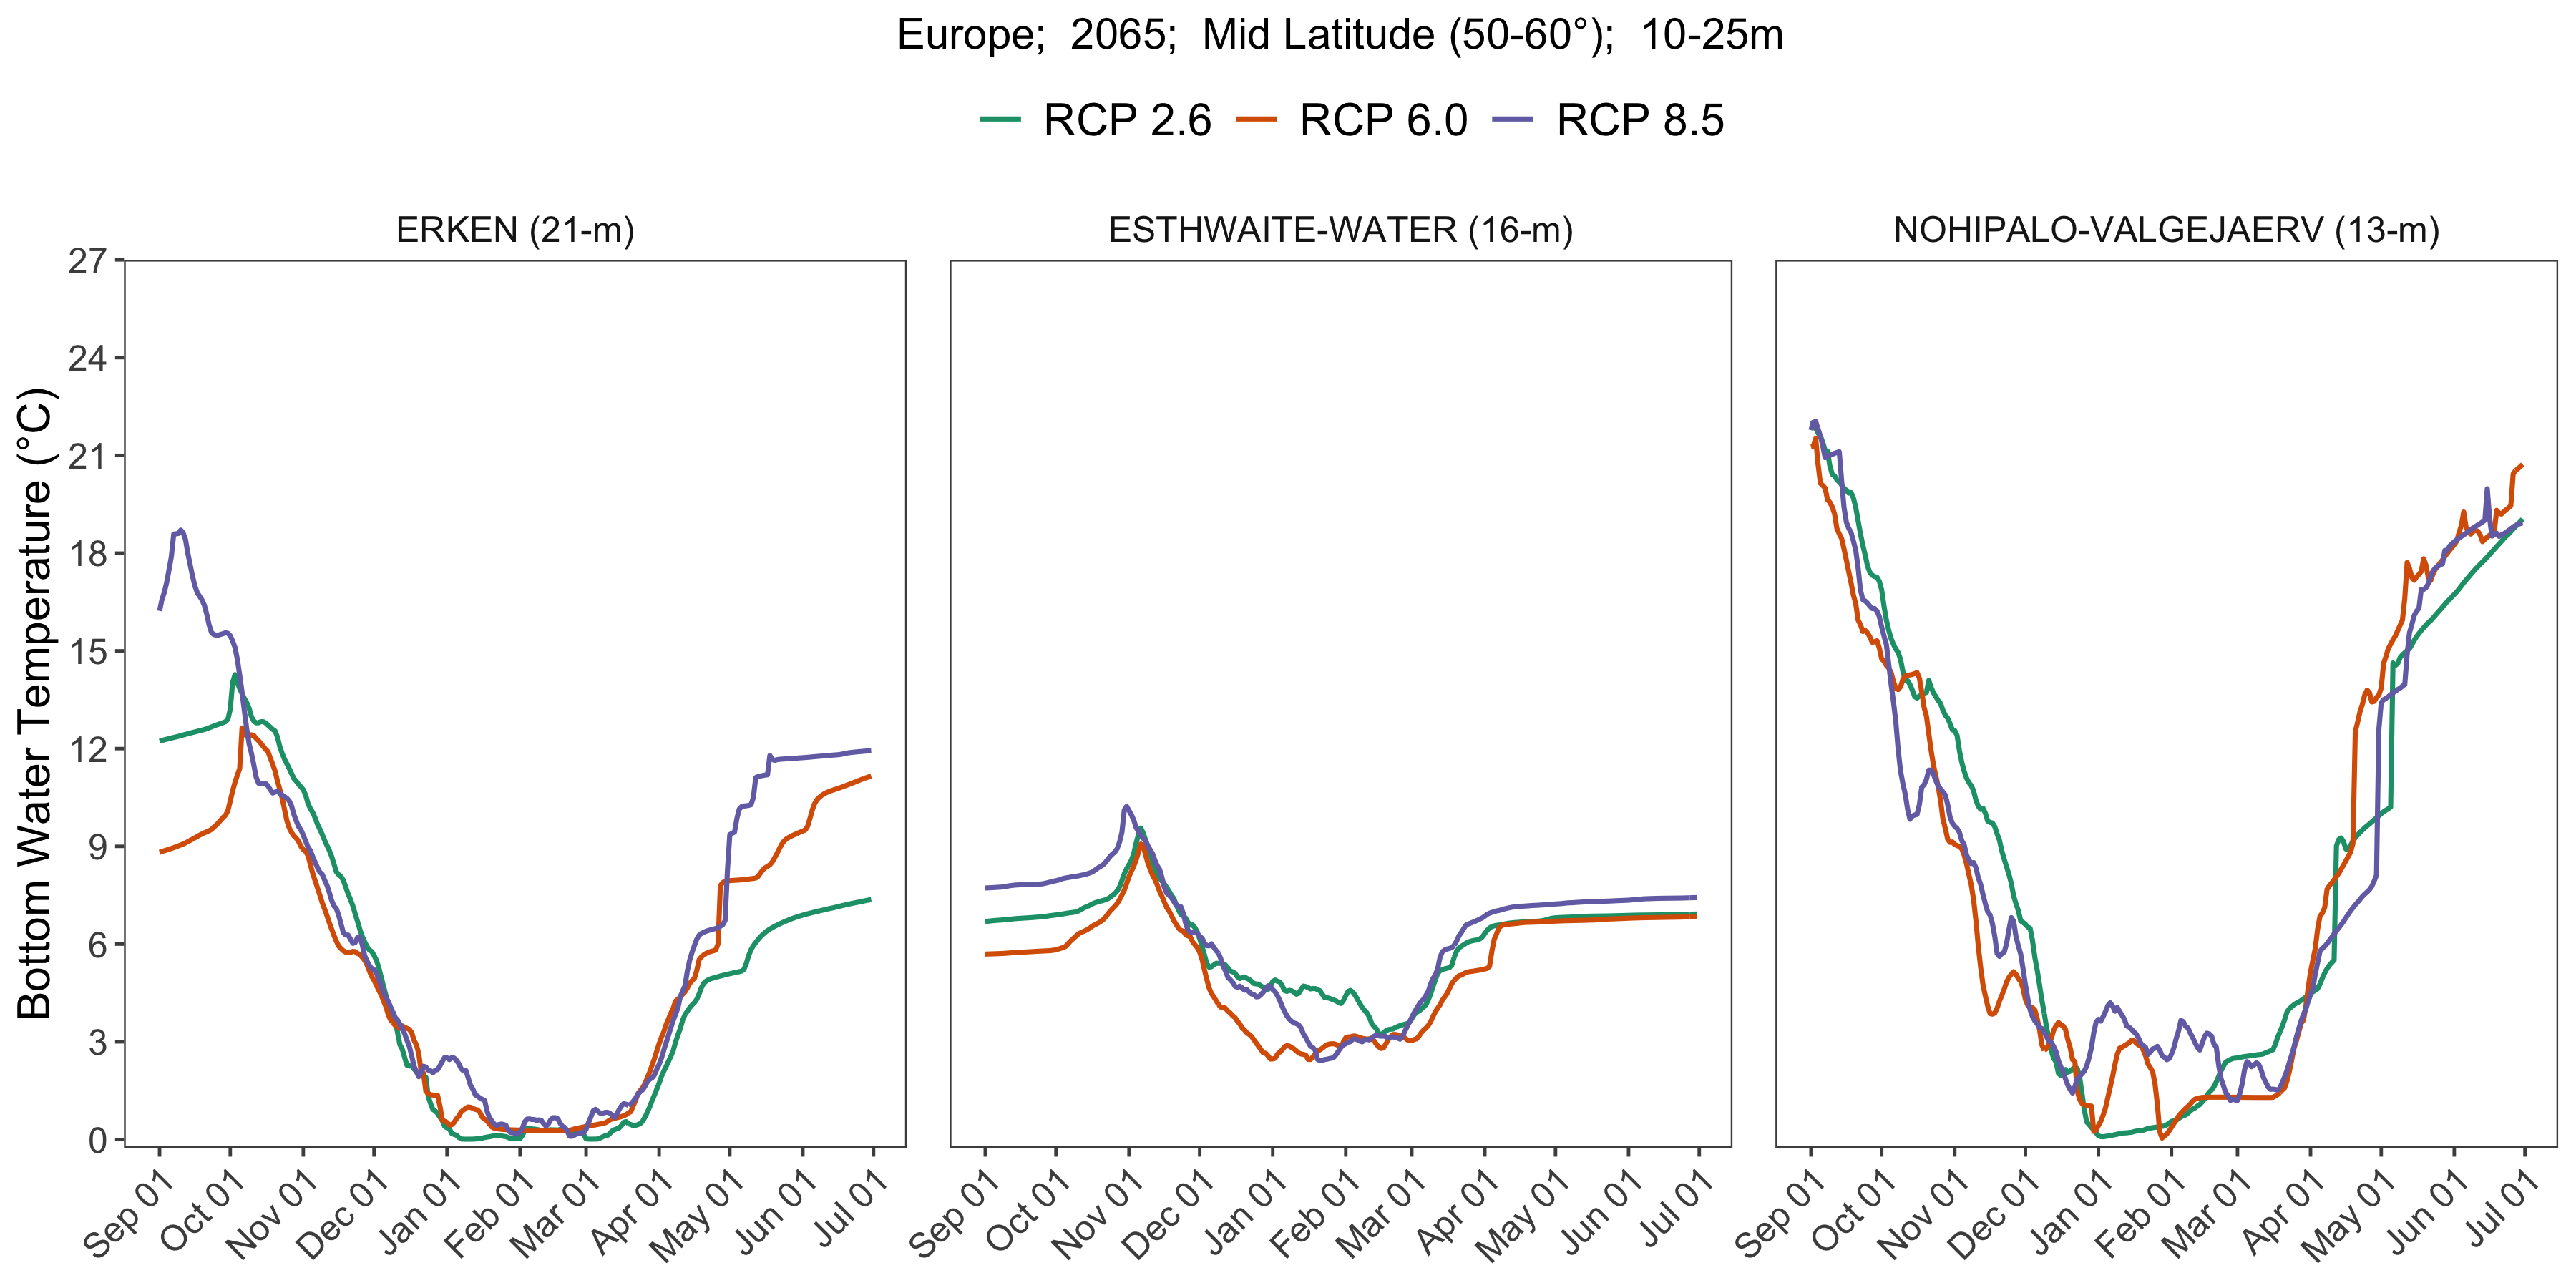 Europe;  2065;  Mid Latitude (50-60°);  10-25m
RCP 2.6 RCP 6.0 RCP 8.5
ERKEN (21-m) ESTHWAITE-WATER (16-m) NOHIPALO-VALGEJAERV (13-m)
Bottom Water Temperature (°C)
27
24
21
18
15
12
9
6
3
0
Sep 01 Oct 01 Nov 01 Dec 01 Jan 01 Feb 01 Mar 01 Apr 01 May 01 Jun 01 Jul 01
Sep 01 Oct 01 Nov 01 Dec 01 Jan 01 Feb 01 Mar 01 Apr 01 May 01 Jun 01 Jul 01
Sep 01 Oct 01 Nov 01 Dec 01 Jan 01 Feb 01 Mar 01 Apr 01 May 01 Jun 01 Jul 01